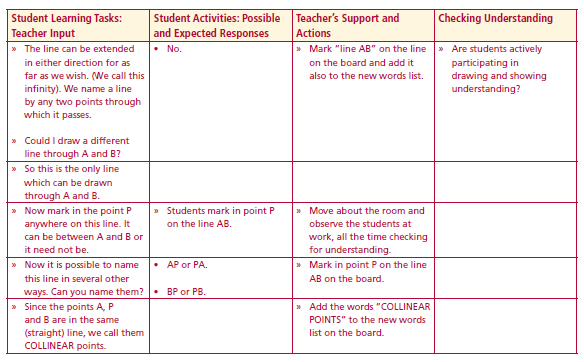 Student Learning Tasks:
Teacher Input
Student Activities: Possible
and Expected Responses
Teacher's Support and
Actions
Checking Understanding
» The line can be extended
in either direction for as
far as we wish. (We call this
infinity). We name a line
by any two points through
which it passes.
» Could I draw a different
line through A and B?
• No.
» Mark "line AB" on the line
on the board and add it
also to the new words list.
» Are students actively
participating in
drawing and showing
understanding?
» So this is the only line
which can be drawn
through A and B.
» Now mark in the point P
anywhere on this line. It
can be between A and B or
it need not be.
» Students mark in point P
on the line AB.
» Move about the room and
observe the students at
work, all the time checking
for understanding.
» Now it is possible to name
this line in several other
ways. Can you name them?
• AP or PA.
• BP or PB.
» Mark in point P on the line
AB on the board.
» Since the points A, P
and B are in the same
(straight) line, we call them
COLLINEAR points.
» Add the words "COLLINEAR
POINTS" to the new words
list on the board.